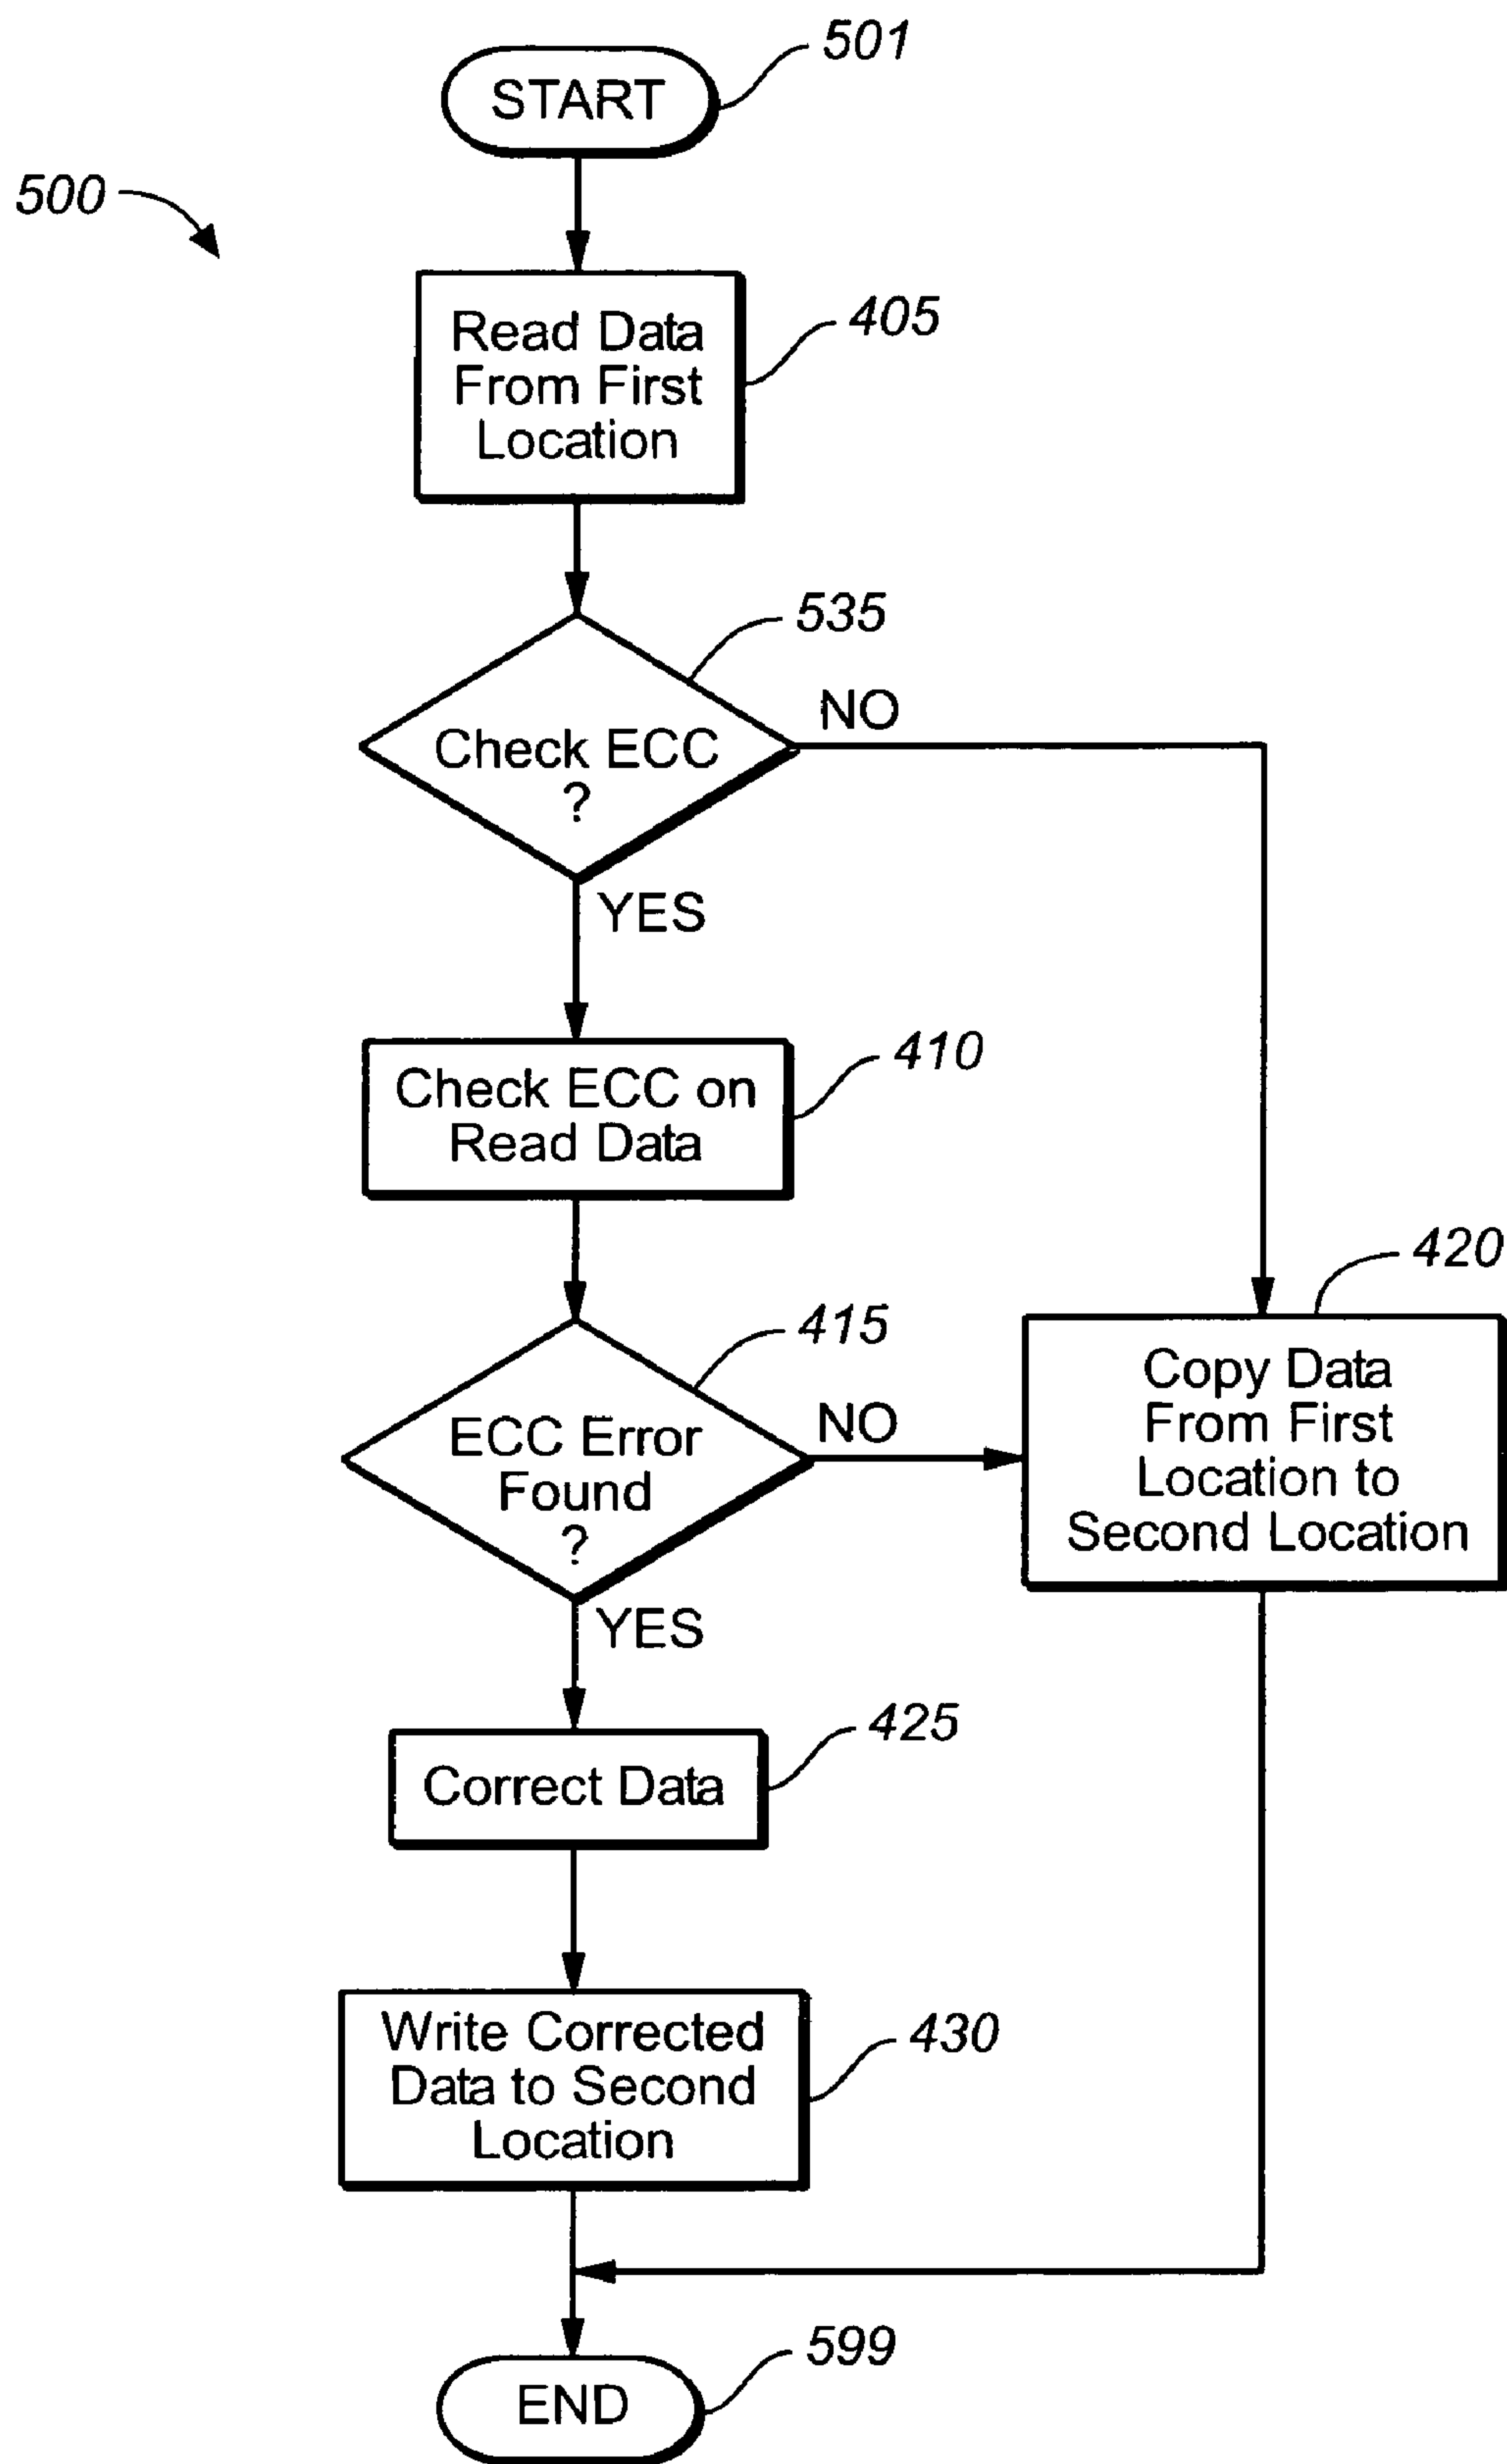 501
START
500
405
Read Data
From First
Location
535
NO
Check ECC
?
YES
410
Check ECC on
Read Data
420
415
Copy Data
From First
Location to
Second Location
NO
ECC Error
Found
?
YES
425
Correct Data
430
Write Corrected
Data to Second
Location
599
END